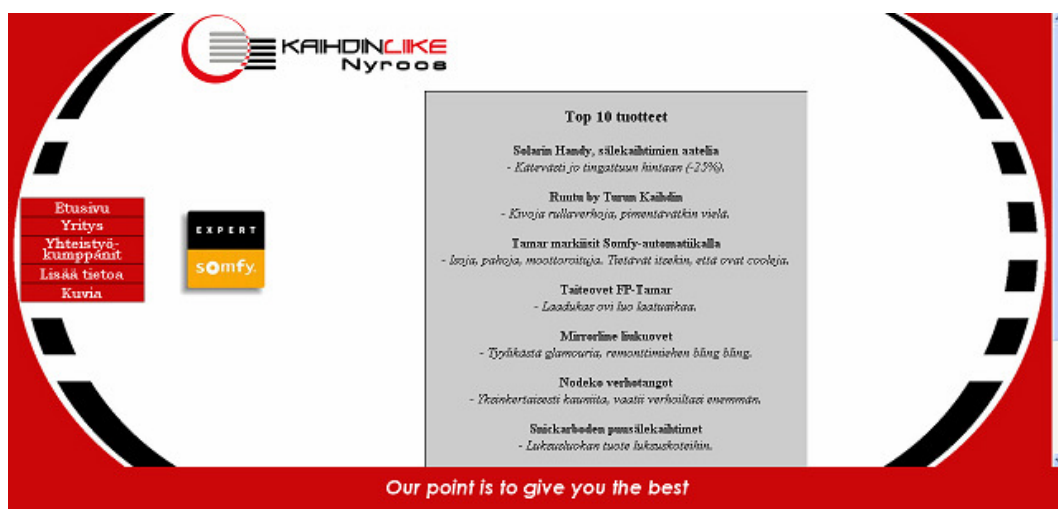 KAIHDINLIIKE
Nyroos
Top 10 tuotteet
Solarin Handy, sälekaihtimien aatelia
- Kätevästi jo tingattuun hintaan (-25%).
Ruutu by Turun Kaihdin
- Kivoja rullaverhoja, pimentävätkin vielä.
Tamar markiisit Somfy-automatiikalla
- Isoja, pahoja, moottoroituja. Tietävät itsekin, että ovat cooleja.
Taiteovet FP-Tamar
- Laadukas ovi luo laatuaikaa.
Mirrorline liukuovet
- Tyylikästä glamouria, remonttimiehen bling bling.
Nodeko verhotangot
- Yksinkertaisesti kauniita, vaatii verhoiltasi enemmän.
Snickarboden puusälekaihtimet
- Luksusluokan tuote luksuskoteihin.
Etusivu
Yritys
Yhteistyö-
kumppanit
Lisää tietoa
Kuvia
EXPERT
somfy.
Our point is to give you the best